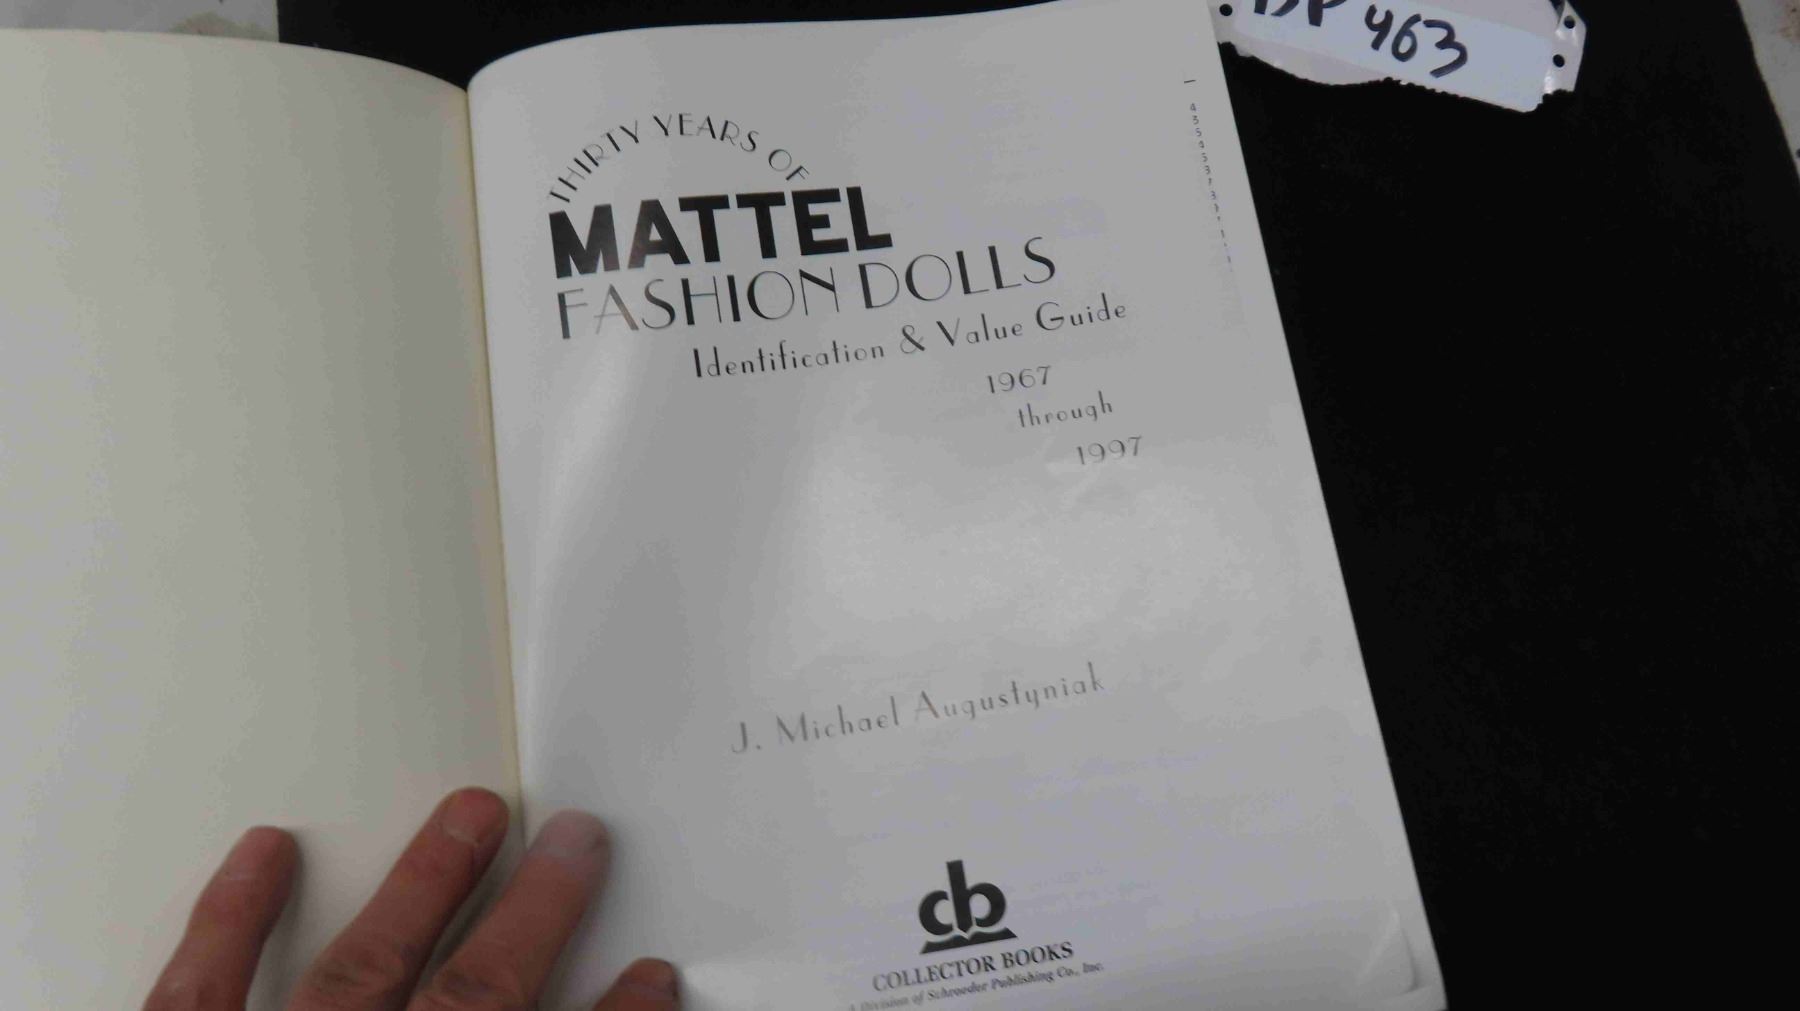 463
THIRTY YEARS OF
MATTEL
FASHION DOLLS
Identification & Value Guide
1967
through
1997
J. Michael Augustyniak
cb
COLLECTOR BOOKS
A Division of Schroeder Publishing Co., Inc.